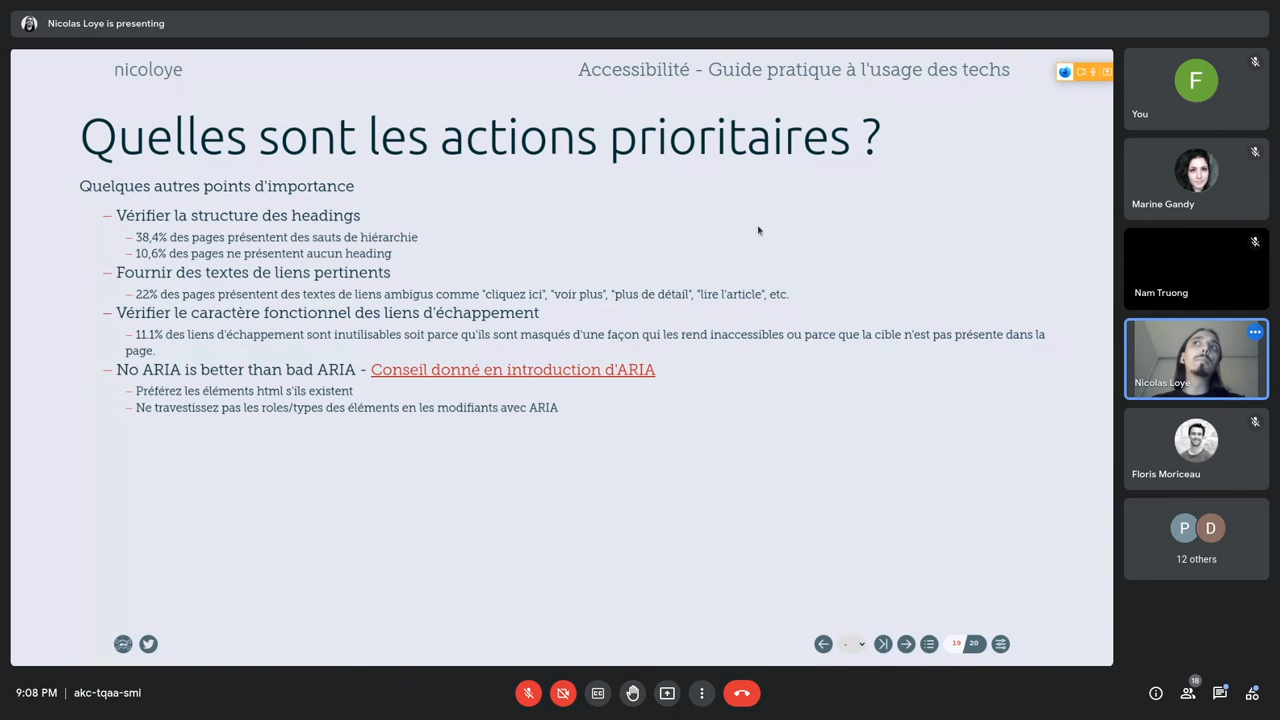 Nicolas Loye is presenting
nicoloye
Accessibilité - Guide pratique à l'usage des techs
Quelles sont les actions prioritaires ?
Quelques autres points d'importance
– Vérifier la structure des headings
– 38,4% des pages présentent des sauts de hiérarchie
– 10,6% des pages ne présentent aucun heading
– Fournir des textes de liens pertinents
– 22% des pages présentent des textes de liens ambigus comme "cliquez ici", "voir plus", "plus de détail", "lire l'article", etc.
– Vérifier le caractère fonctionnel des liens d'échappement
– 11.1% des liens d'échappement sont inutilisables soit parce qu'ils sont masqués d'une façon qui les rend inaccessibles ou parce que la cible n'est pas présente dans la
page.
– No ARIA is better than bad ARIA - Conseil donné en introduction d'ARIA
– Préférez les éléments html s'ils existent
– Ne travestissez pas les roles/types des éléments en les modifiants avec ARIA
-
19 20
F
You
Marine Gandy
Nam Truong
Nicolas Loye
Floris Moriceau
P D
12 others
9:08 PM | akc-tqaa-smi
18